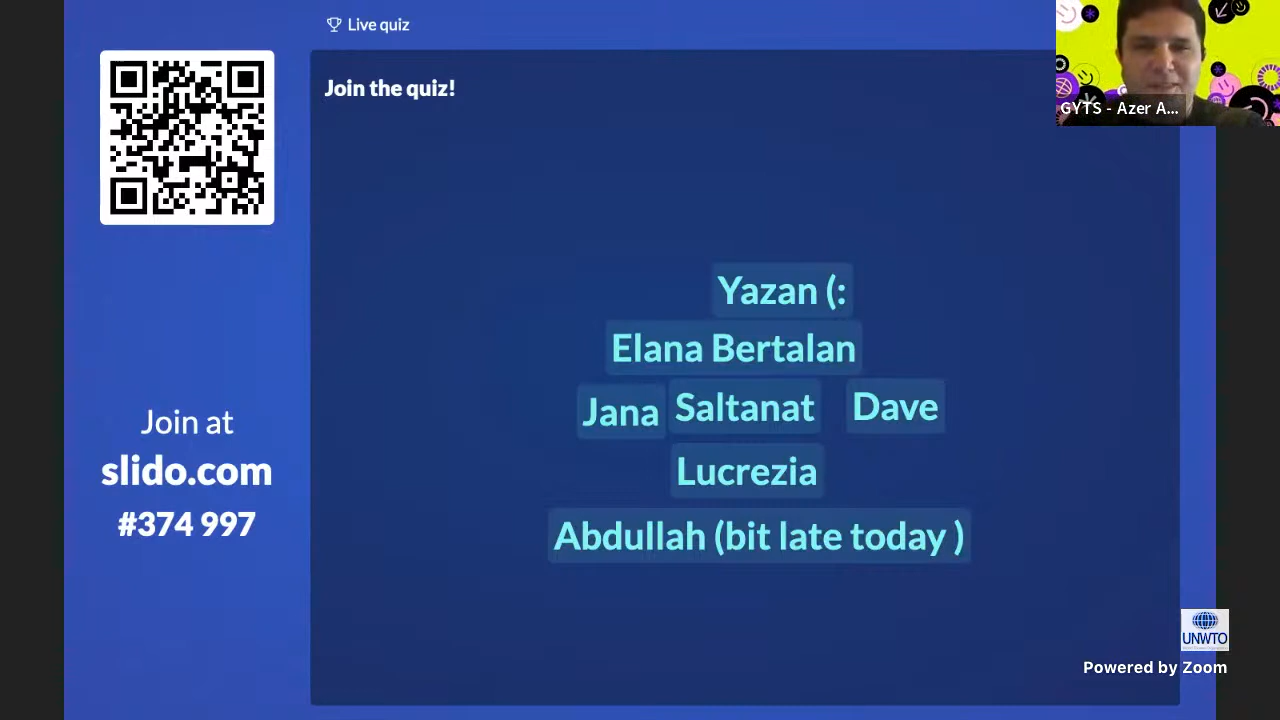 Live quiz
Join the quiz!
GYTS - Azer A...
Yazan (:
Elana Bertalan
Jana Saltanat Dave
Lucrezia
Abdullah (bit late today )
Join at
slido.com
#374 997
UNWTO
Powered by Zoom